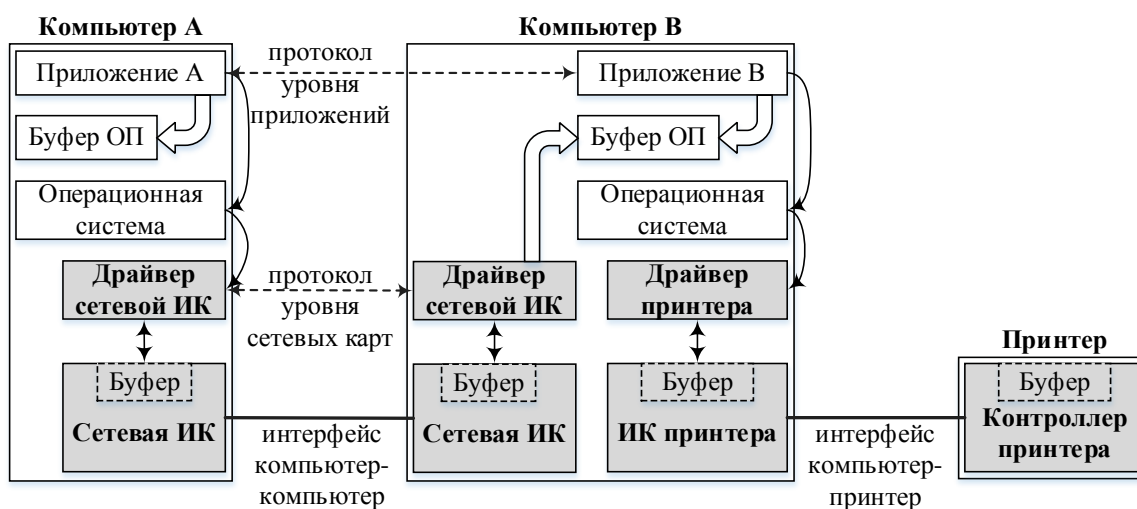 Компьютер А
Приложение А
Буфер ОП
Операционная
система
Драйвер
сетевой ИК
Буфер
Сетевая ИК
протокол
уровня
приложений
протокол
уровня
сетевых карт
интерфейс
компьютер-
компьютер
Компьютер В
Приложение В
Буфер ОП
Операционная
система
Драйвер
сетевой ИК
Драйвер
принтера
Буфер
Сетевая ИК
Буфер
ИК принтера
интерфейс
компьютер-
принтер
Принтер
Буфер
Контроллер
принтера